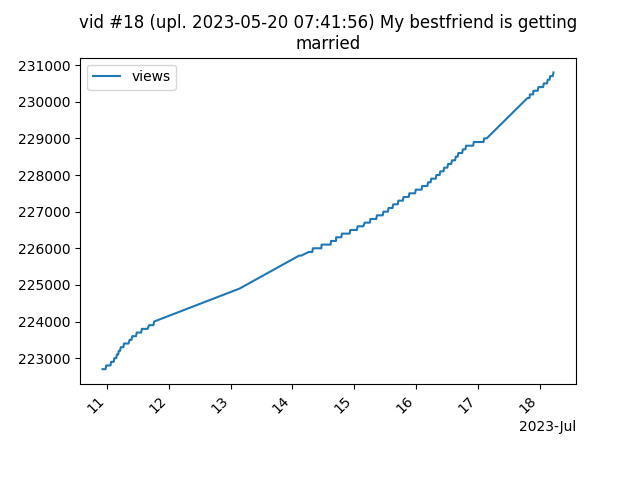 vid #18 (upl. 2023-05-20 07:41:56) My bestfriend is getting
married
views
231000
230000
229000
228000
227000
226000
225000
224000
223000
11 12 13 14 15 16 17 18
2023-Jul